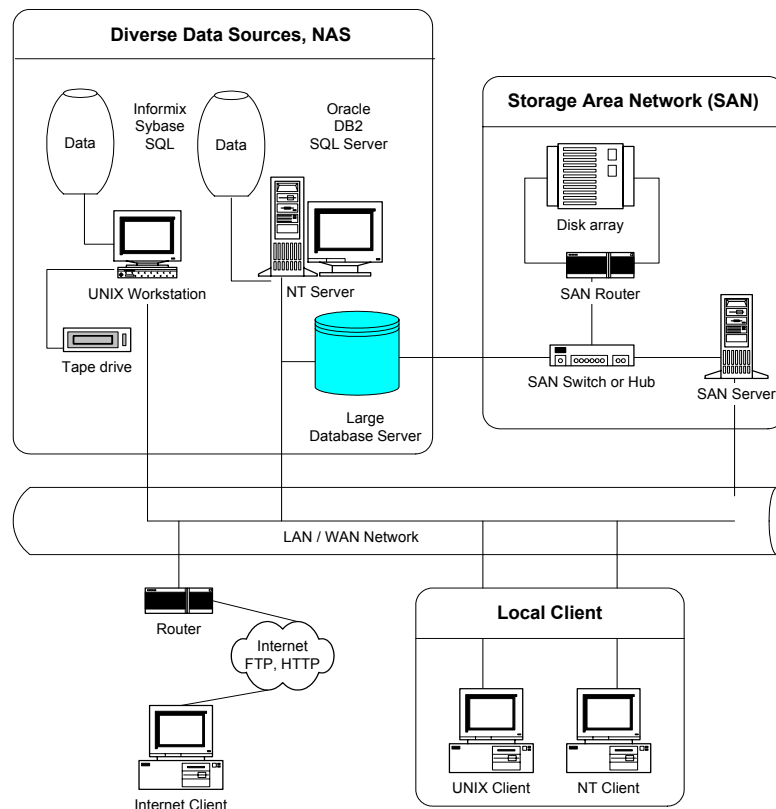 Diverse Data Sources, NAS
Data
Informix
Sybase
SQL
Data
Oracle
DB2
SQL Server
UNIX Workstation
NT Server
Tape drive
Large
Database Server
Storage Area Network (SAN)
Disk array
SAN Router
SAN Switch or Hub
SAN Server
LAN / WAN Network
Router
Internet
FTP, HTTP
Internet Client
Local Client
UNIX Client
NT Client